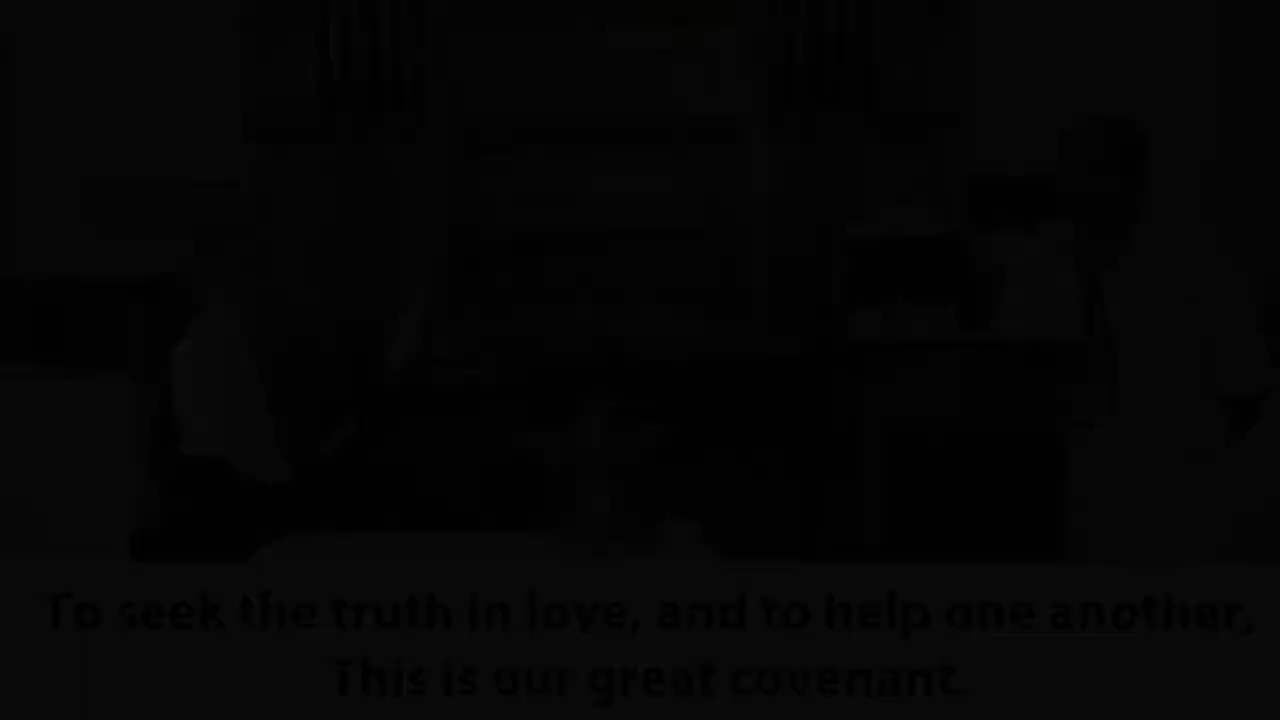 To seek the truth in love, and to help one another,
This is our great covenant.